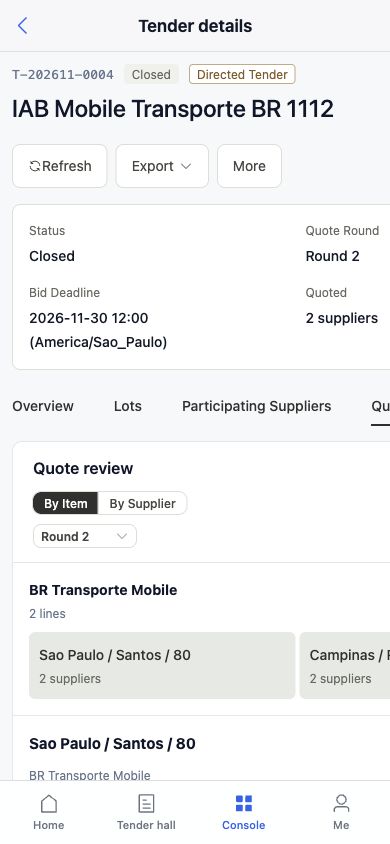 Tender details
T-202611-0004 Closed Directed Tender
IAB Mobile Transporte BR 1112
Refresh Export More
Status Quote Round
Closed Round 2
Bid Deadline Quoted
2026-11-30 12:00 2 suppliers
(America/Sao_Paulo)
Overview Lots Participating Suppliers Qu
Quote review
By Item By Supplier
Round 2
BR Transporte Mobile
2 lines
Sao Paulo / Santos / 80 Campinas /
2 suppliers 2 suppliers
Sao Paulo / Santos / 80
BR Transporte Mobile
Home Tender hall Console Me